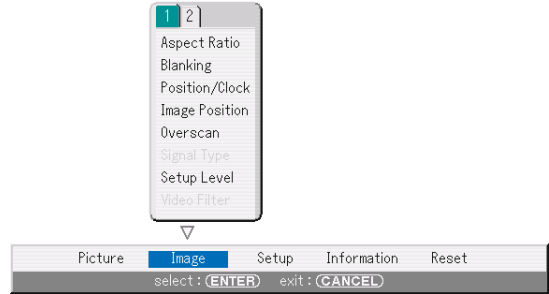 1 2
Aspect Ratio
Blanking
Position/Clock
Image Position
Overscan
Signal Type
Setup Level
Video Filter
Picture Image Setup Information Reset
select : ENTER exit : CANCEL